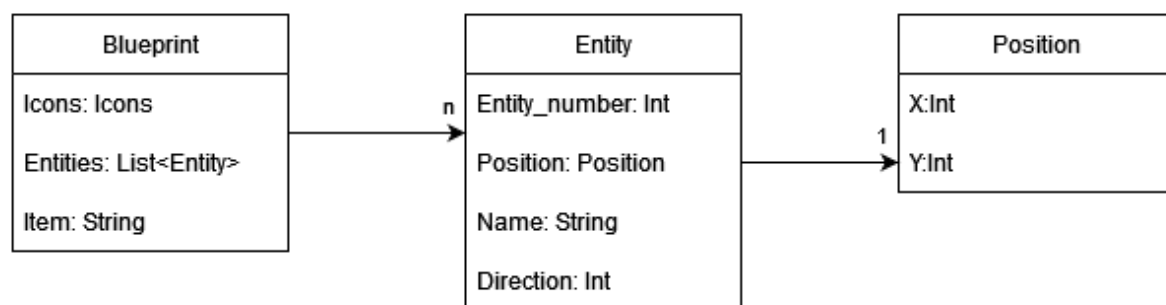 Blueprint
Icons: Icons
Entities: List<Entity>
Item: String
n
Entity
Entity_number: Int
Position: Position
Name: String
Direction: Int
1
Position
X:Int
Y:Int